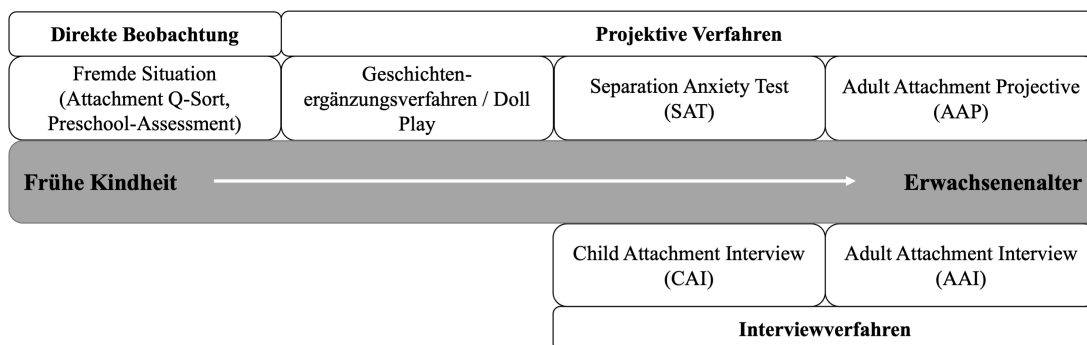 Direkte Beobachtung
Projektive Verfahren
Fremde Situation
(Attachment Q-Sort,
Preschool-Assessment)
Geschichten-
ergänzungsverfahren / Doll
Play
Separation Anxiety Test
(SAT)
Adult Attachment Projective
(AAP)
Frühe Kindheit
Erwachsenenalter
Child Attachment Interview
(CAI)
Adult Attachment Interview
(AAI)
Interviewverfahren